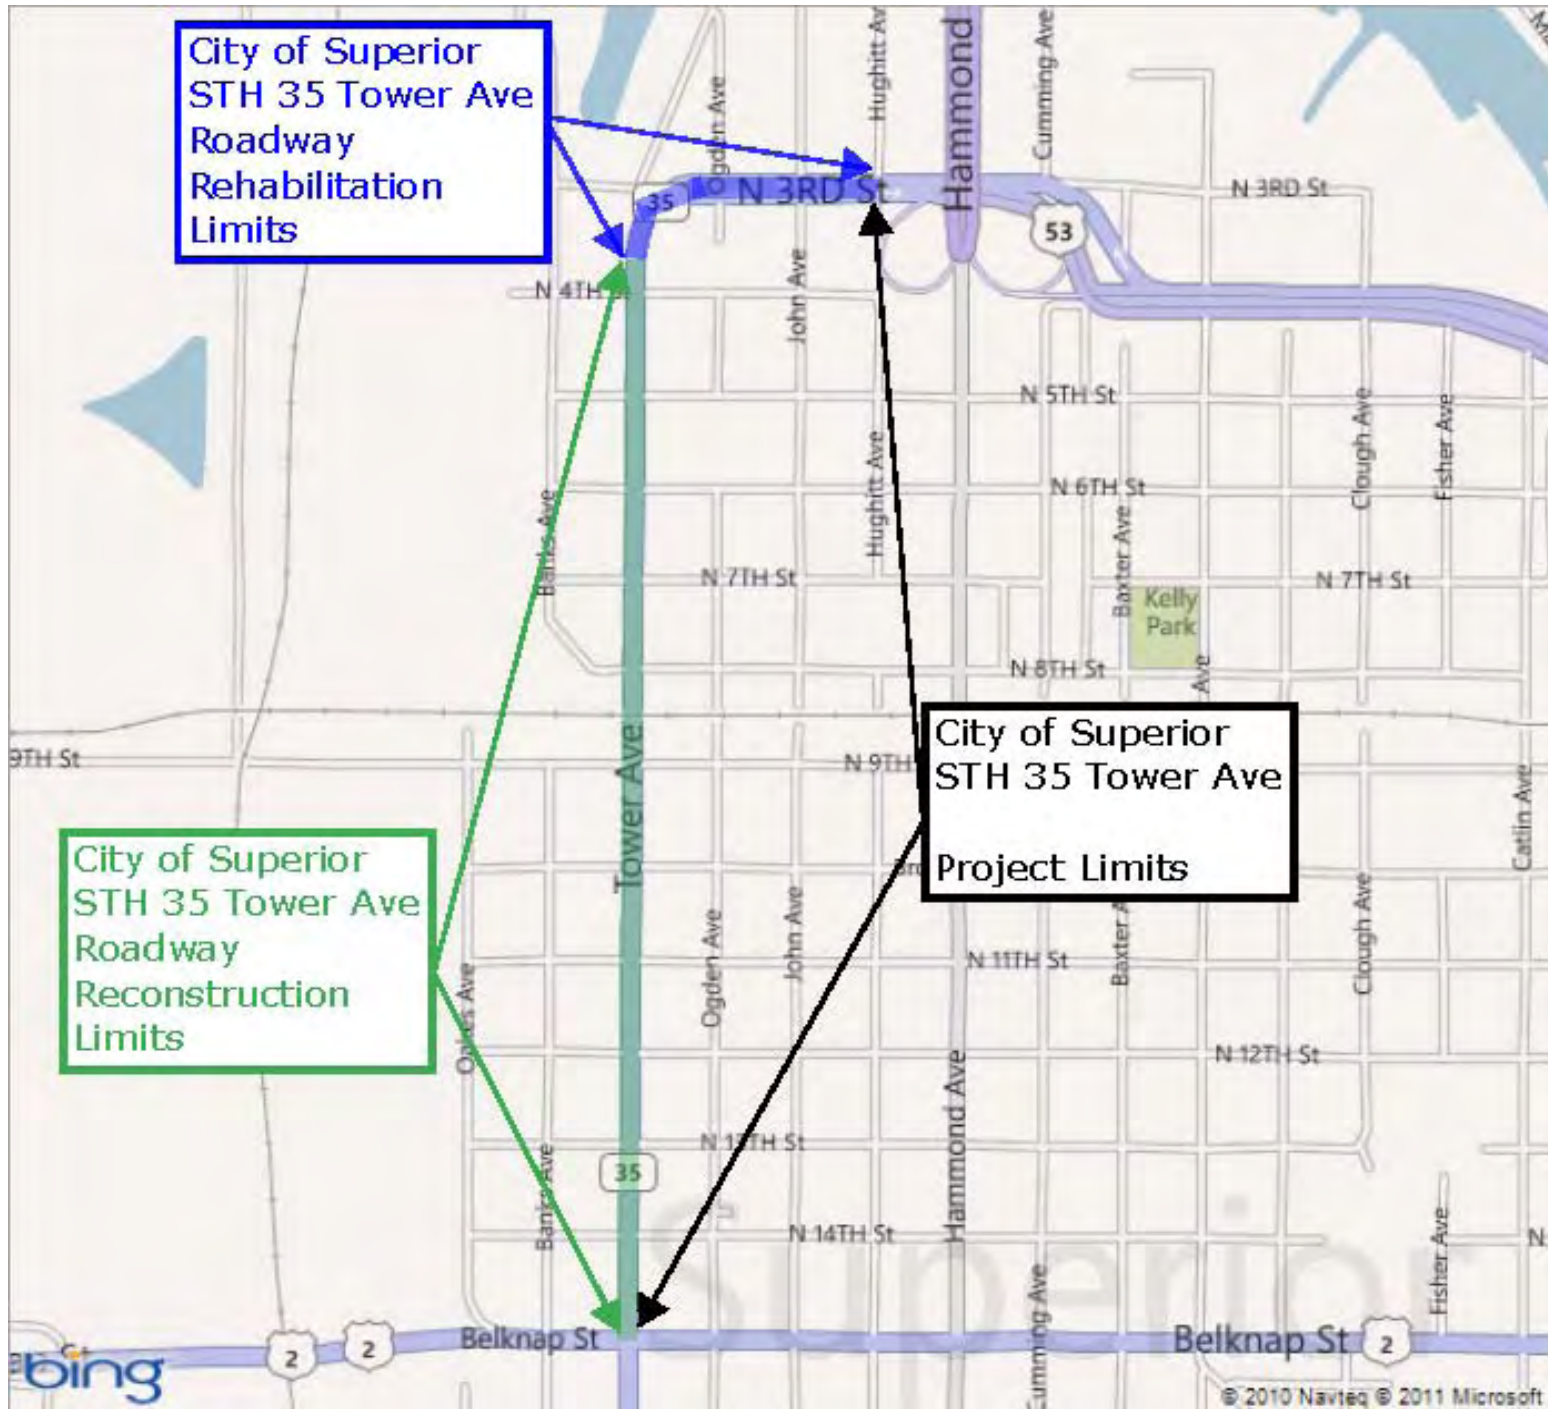 City of Superior
STH 35 Tower Ave
Roadway
Rehabilitation
Limits
Hughitt Av
Hammond
Cumming Ave
Ogden Ave
35
N 3RD St
N 3RD St
53
N 4TH St
John Ave
N 5TH St
Clough Ave
Fisher Ave
Hughitt Ave
N 6TH St
Banks Ave
Baxter Ave
N 7TH St
N 7TH St
Kelly
Park
N 8TH St
Ave
City of Superior
STH 35 Tower Ave
Project Limits
9TH St
N 9TH
Tower Ave
Catlin Ave
City of Superior
STH 35 Tower Ave
Roadway
Reconstruction
Limits
Bro
Oakes Ave
Ogden Ave
John Ave
N 11TH St
Baxter A
Clough Ave
N 12TH St
Hammond Ave
N 13TH St
35
Banks Ave
N 14TH St
Superior
Cumming Ave
Fisher Ave
N
Belknap St
Belknap St
2
2
2
bing
© 2010 Navteq © 2011 Microsoft